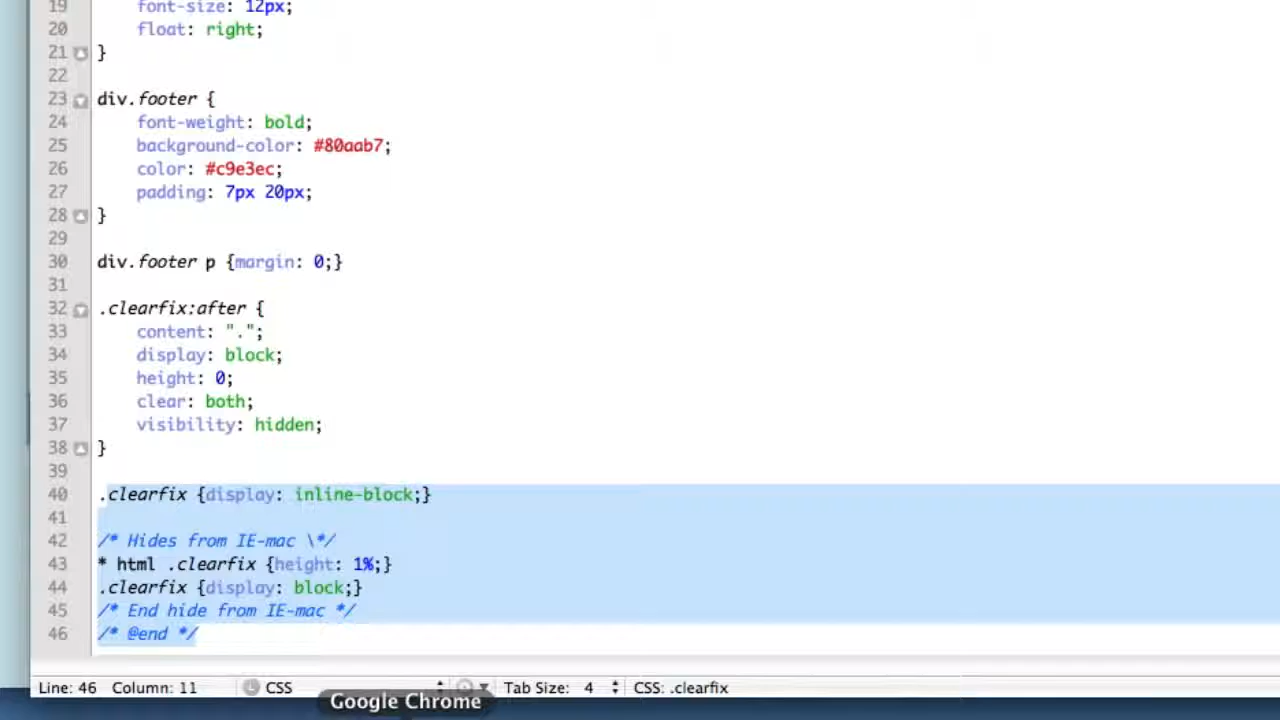 19 font-size: 12px;
20 float: right;
21 }
22
23 div.footer {
24 font-weight: bold;
25 background-color: #80aab7;
26 color: #c9e3ec;
27 padding: 7px 20px;
28 }
29
30 div.footer p {margin: 0;}
31
32 .clearfix:after {
33 content: ".";
34 display: block;
35 height: 0;
36 clear: both;
37 visibility: hidden;
38 }
39
40 .clearfix {display: inline-block;}
41
42 /* Hides from IE-mac \*/
43 * html .clearfix {height: 1%;}
44 .clearfix {display: block;}
45 /* End hide from IE-mac */
46 /* @end */
Line: 46 Column: 11 CSS Tab Size: 4 CSS: .clearfix
Google Chrome